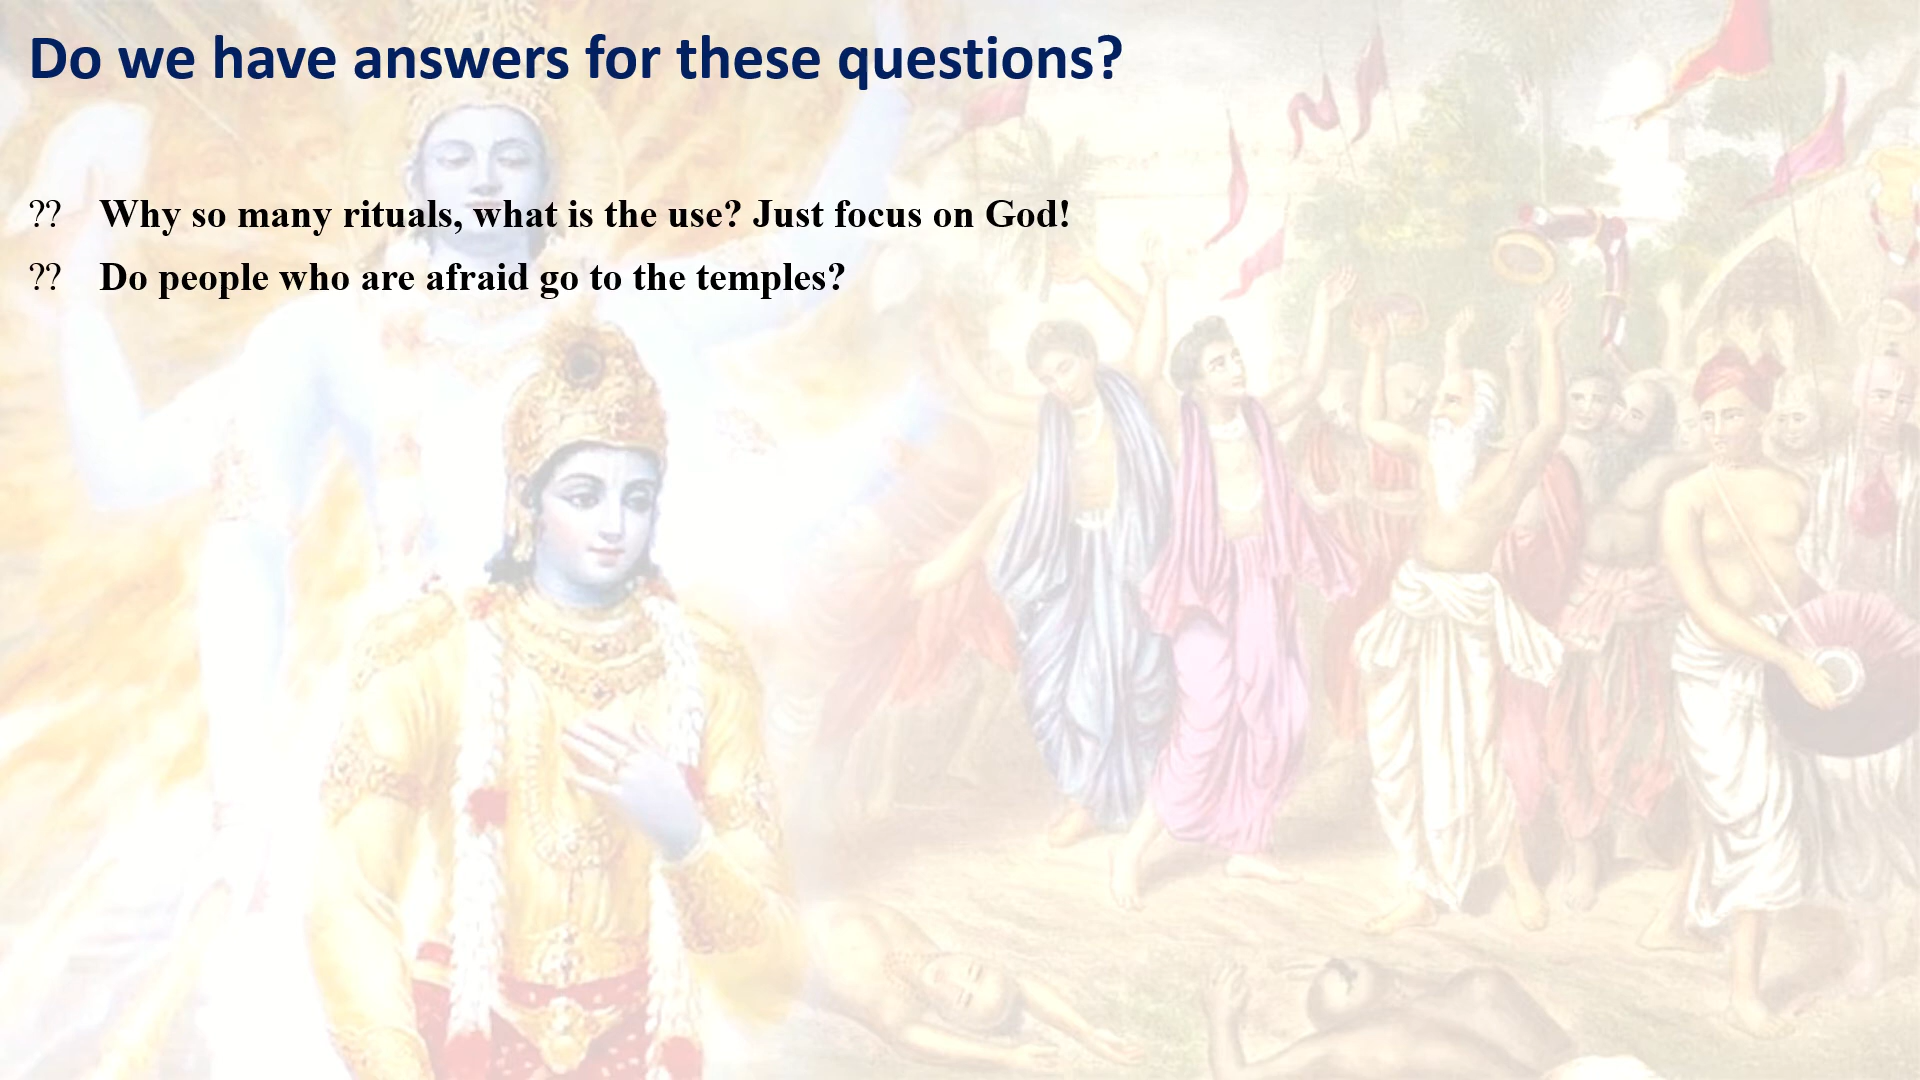 Do we have answers for these questions?
?? Why so many rituals, what is the use? Just focus on God!
?? Do people who are afraid go to the temples?